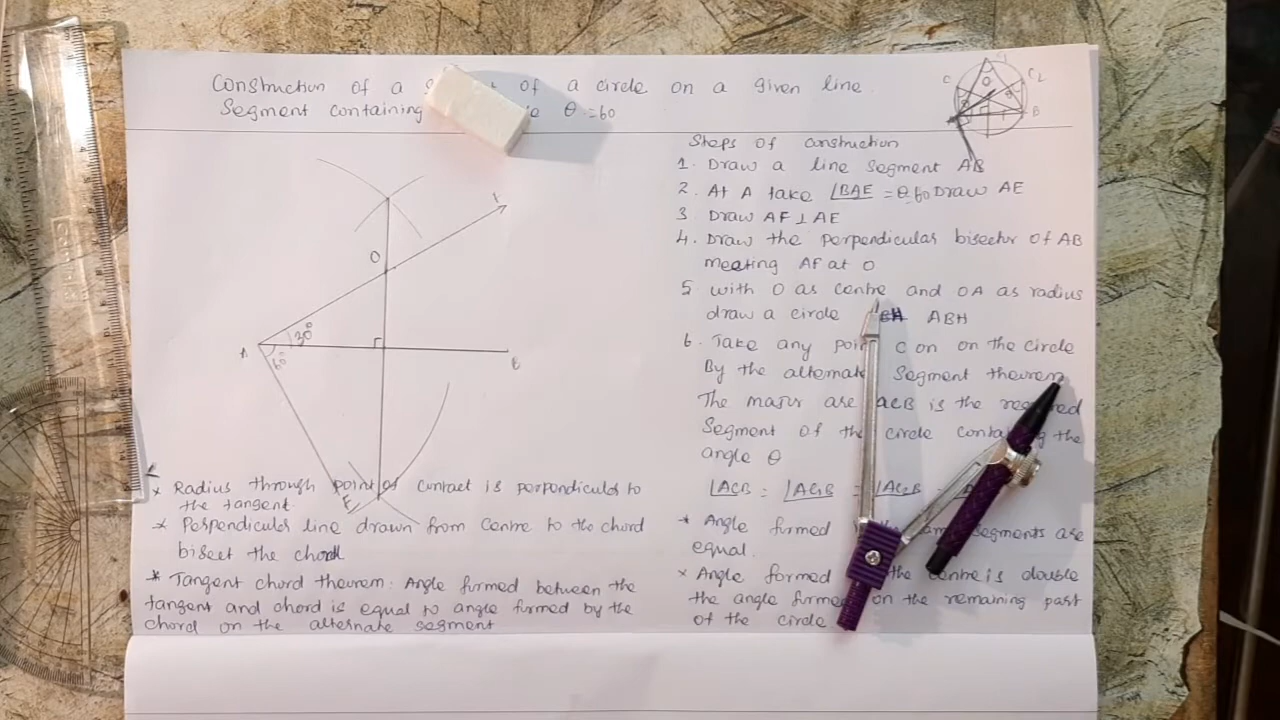 Construction of a of a circle on a given line
Segment containing θ = 60
C
C2
O
B
O
F
A
30°
60°
B
E
* Radius through point of contact is perpendicular to
the tangent.
* Perpendicular line drawn from centre to the chord
bisect the chord
* Tangent chord theorem: Angle formed between the
tangent and chord is equal to angle formed by the
chord on the alternate segment
Steps of construction
1. Draw a line segment AB
2. At A take ∠BAE = θ 60 Draw AE
3. Draw AF ⊥ AE
4. Draw the perpendicular bisector of AB
meeting AF at O
5 with O as centre and OA as radius
draw a circle ABH
6. Take any point C on on the circle
By the alternate Segment theorem
The major arc ACB is the required
Segment of the circle containing the
angle θ
∠ACB = ∠AC1B = ∠AC2B
* Angle formed segments are
equal.
* Angle formed the centre is double
the angle formed on the remaining part
of the circle